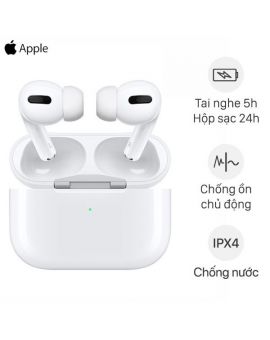 Apple
Tai nghe 5h
Hộp sạc 24h
Chống ồn
chủ động
IPX4
Chống nước